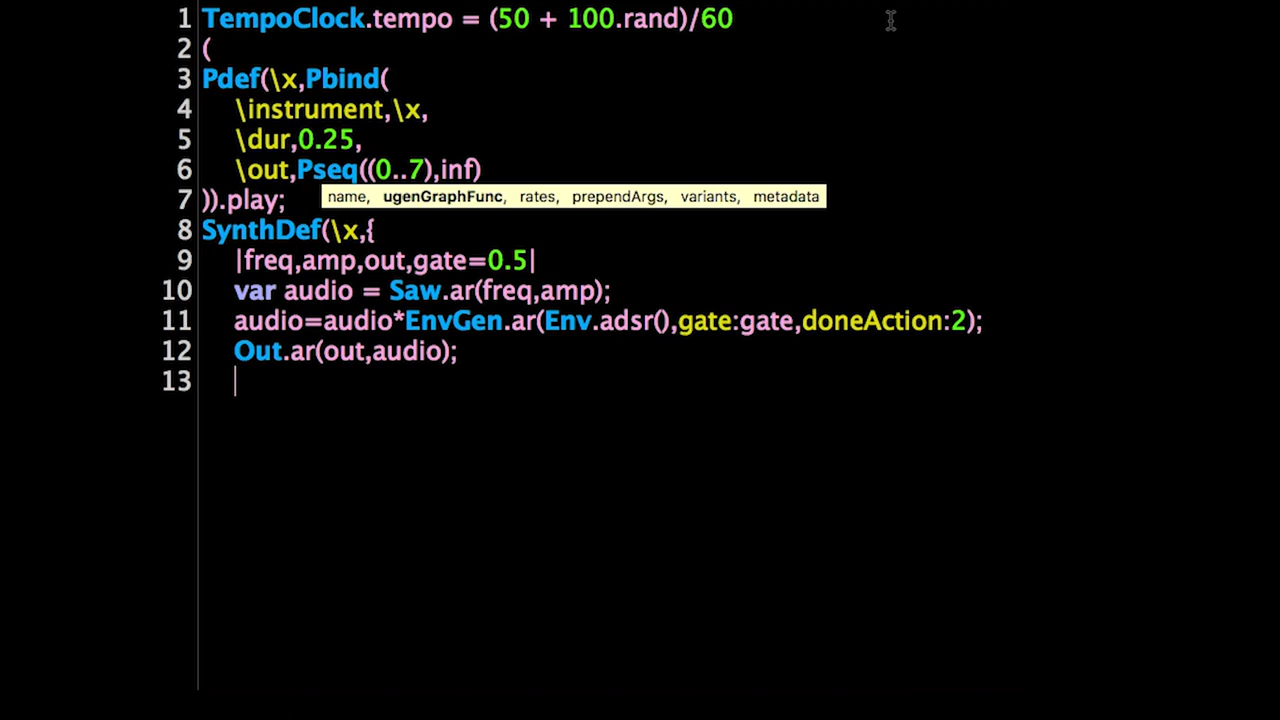 1 TempoClock.tempo = (50 + 100.rand)/60
2 (
3 Pdef(\x,Pbind(
4 \instrument,\x,
5 \dur,0.25,
6 \out,Pseq((0..7),inf)
7 )).play;
name, ugenGraphFunc, rates, prependArgs, variants, metadata
8 SynthDef(\x,{
9 |freq,amp,out,gate=0.5|
10 var audio = Saw.ar(freq,amp);
11 audio=audio*EnvGen.ar(Env.adsr(),gate:gate,doneAction:2);
12 Out.ar(out,audio);
13